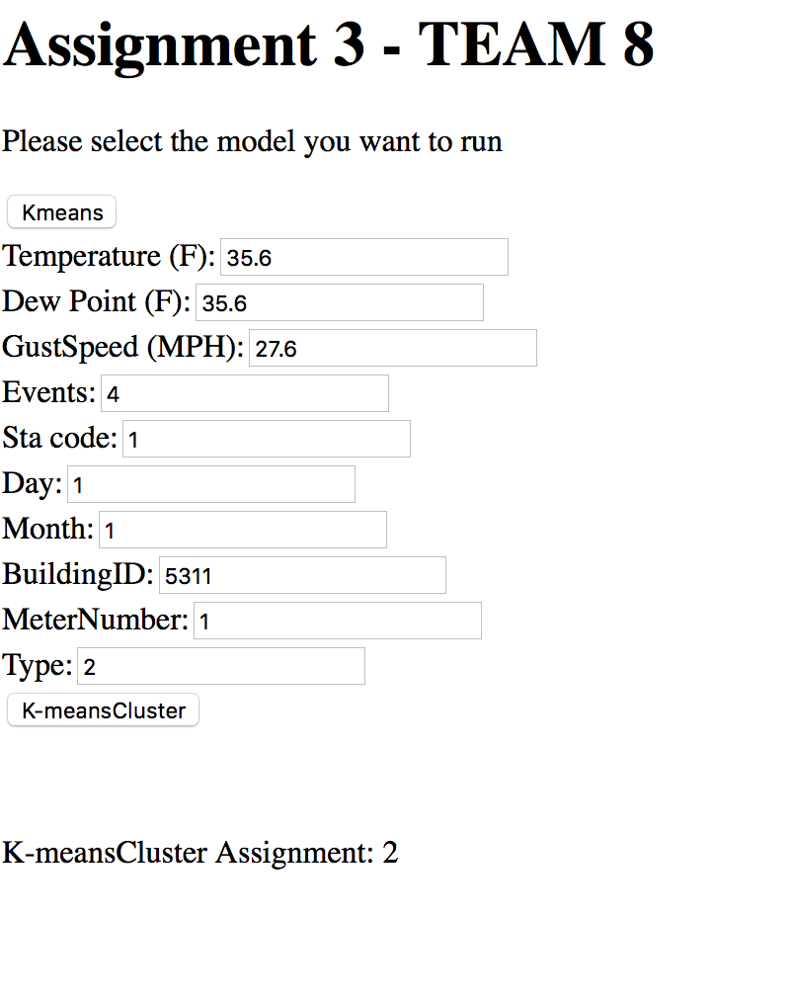 Assignment 3 - TEAM 8
Please select the model you want to run
Kmeans
Temperature (F): 35.6
Dew Point (F): 35.6
GustSpeed (MPH): 27.6
Events: 4
Sta code: 1
Day: 1
Month: 1
BuildingID: 5311
MeterNumber: 1
Type: 2
K-meansCluster
K-meansCluster Assignment: 2